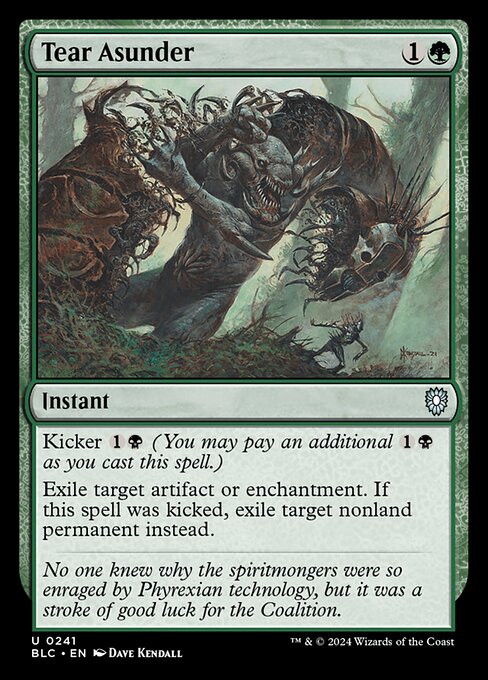 Tear Asunder 1
Instant
Kicker 1 (You may pay an additional 1
as you cast this spell.)
Exile target artifact or enchantment. If
this spell was kicked, exile target nonland
permanent instead.
No one knew why the spiritmongers were so
enraged by Phyrexian technology, but it was a
stroke of good luck for the Coalition.
U 0241
BLC • EN DAVE KENDALL
™ & © 2024 Wizards of the Coast